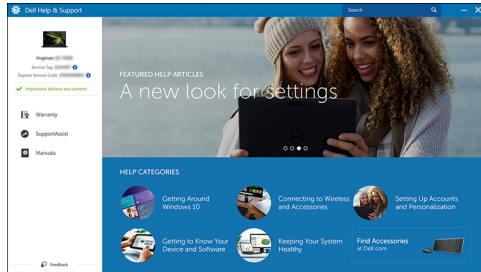 Dell Help & Support
Search
Inspiron
Service Tag
Express Service Code
Important drivers are current
Warranty
SupportAssist
Manuals
Feedback
FEATURED HELP ARTICLES
A new look for settings
HELP CATEGORIES
Getting Around
Windows 10
Connecting to Wireless
and Accessories
Setting Up Accounts
and Personalization
Getting to Know Your
Device and Software
Keeping Your System
Healthy
Find Accessories
at Dell.com